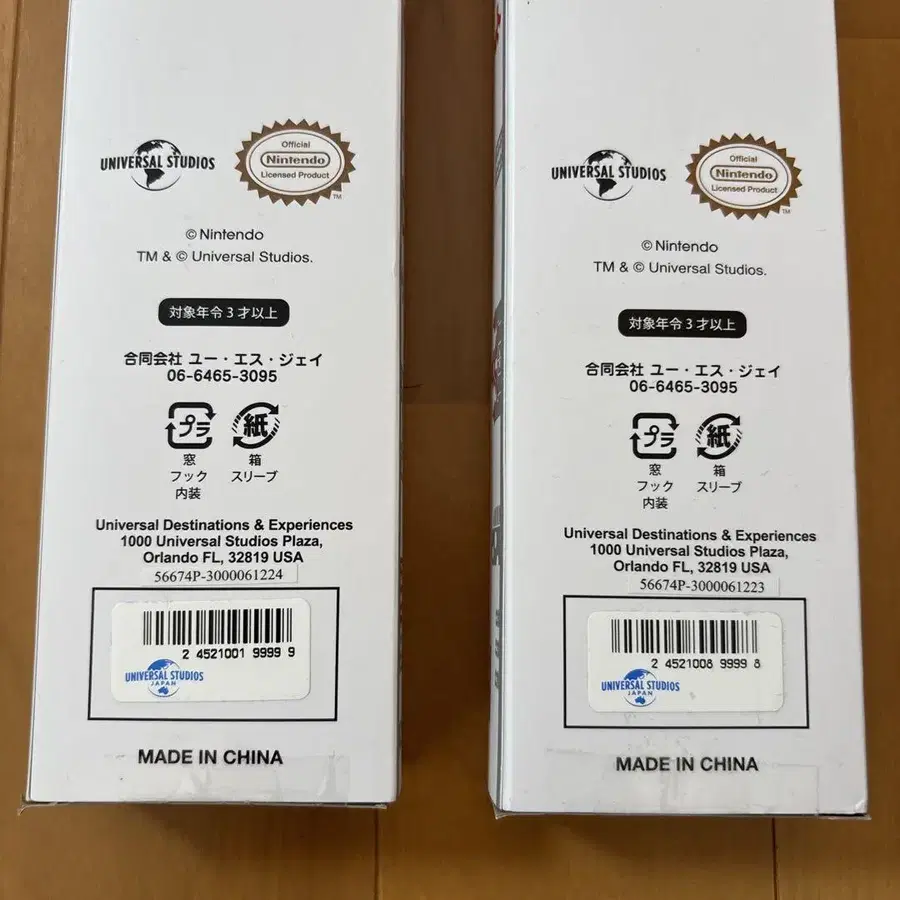 UNIVERSAL STUDIOS
Official
Nintendo
Licensed Product
TM
© Nintendo
TM & © Universal Studios.
対象年令3才以上
合同会社 ユー・エス・ジェイ
06-6465-3095
プラ
紙
窓
フック
内装
箱
スリーブ
Universal Destinations & Experiences
1000 Universal Studios Plaza,
Orlando FL, 32819 USA
56674P-3000061224
2 4521001 9999 9
UNIVERSAL STUDIOS
JAPAN
MADE IN CHINA
UNIVERSAL STUDIOS
Official
Nintendo
Licensed Product
TM
© Nintendo
TM & © Universal Studios.
対象年令3才以上
合同会社 ユー・エス・ジェイ
06-6465-3095
プラ
紙
窓
フック
内装
箱
スリーブ
Universal Destinations & Experiences
1000 Universal Studios Plaza,
Orlando FL, 32819 USA
56674P-3000061223
2 4521008 9999 8
UNIVERSAL STUDIOS
JAPAN
MADE IN CHINA